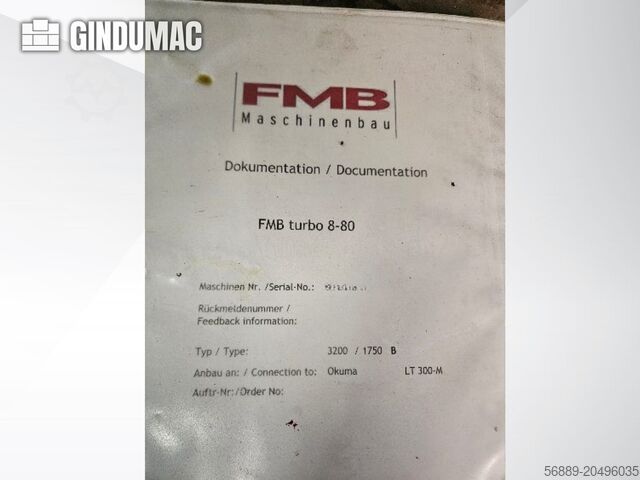 GINDUMAC
FMB
Maschinenbau
Dokumentation / Documentation
FMB turbo 8-80
Maschinen Nr. /Serial-No.:
Rückmeldenummer /
Feedback information:
Typ / Type: 3200 / 1750 B
Anbau an: / Connection to: Okuma LT 300-M
Auftr-Nr:/Order No:
56889-20496035